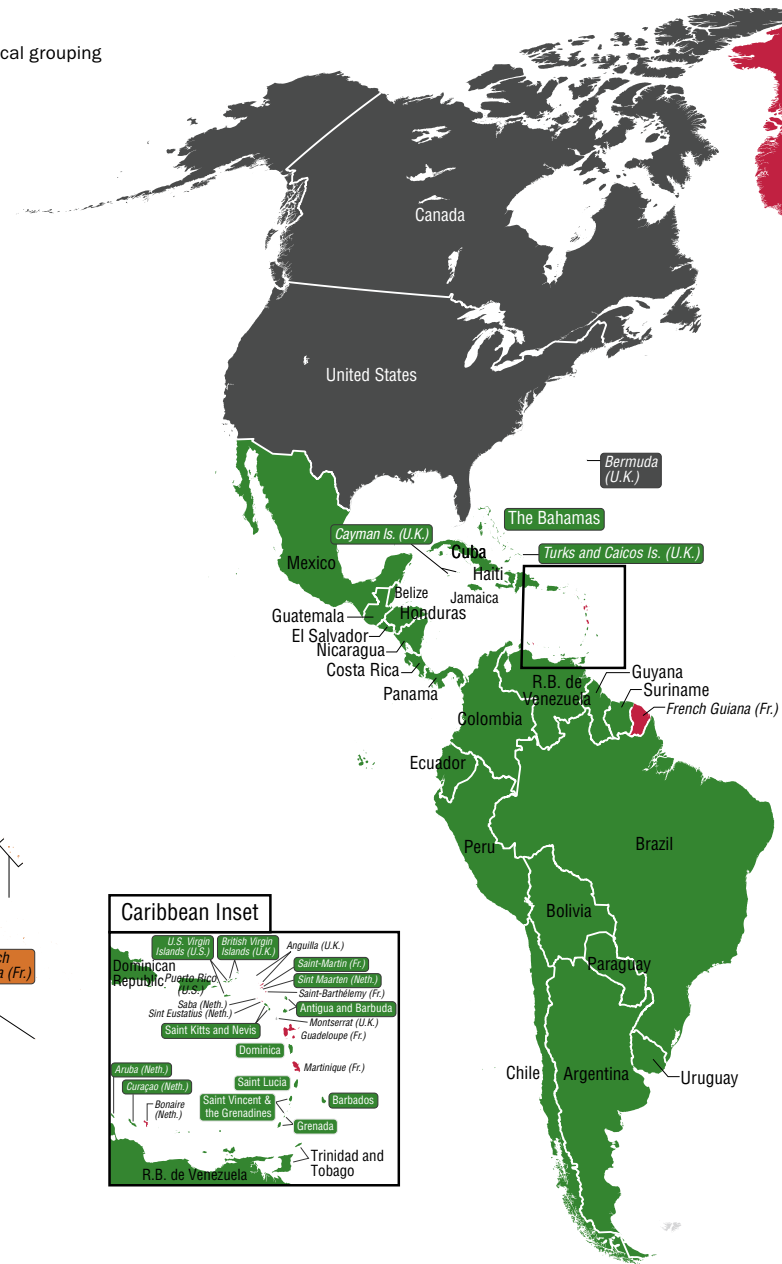 cal grouping
Canada
United States
Bermuda
(U.K.)
The Bahamas
Cayman Is. (U.K.)
Cuba
Turks and Caicos Is. (U.K.)
Mexico
Haiti
Belize
Jamaica
Guatemala
Honduras
El Salvador
Nicaragua
Costa Rica
Panama
Guyana
R.B. de
Venezuela
Suriname
French Guiana (Fr.)
Colombia
Ecuador
Peru
Brazil
Bolivia
Paraguay
Chile
Argentina
Uruguay
ch
a (Fr.)
Caribbean Inset
U.S. Virgin
Islands (U.S.)
British Virgin
Islands (U.K.)
Anguilla (U.K.)
Dominican
Republic
Puerto Rico
(U.S.)
Saint-Martin (Fr.)
Sint Maarten (Neth.)
Saint-Barthélemy (Fr.)
Saba (Neth.)
Sint Eustatius (Neth.)
Antigua and Barbuda
Saint Kitts and Nevis
Montserrat (U.K.)
Guadeloupe (Fr.)
Dominica
Martinique (Fr.)
Aruba (Neth.)
Curaçao (Neth.)
Saint Lucia
Bonaire
(Neth.)
Saint Vincent &
the Grenadines
Barbados
Grenada
Trinidad and
Tobago
R.B. de Venezuela